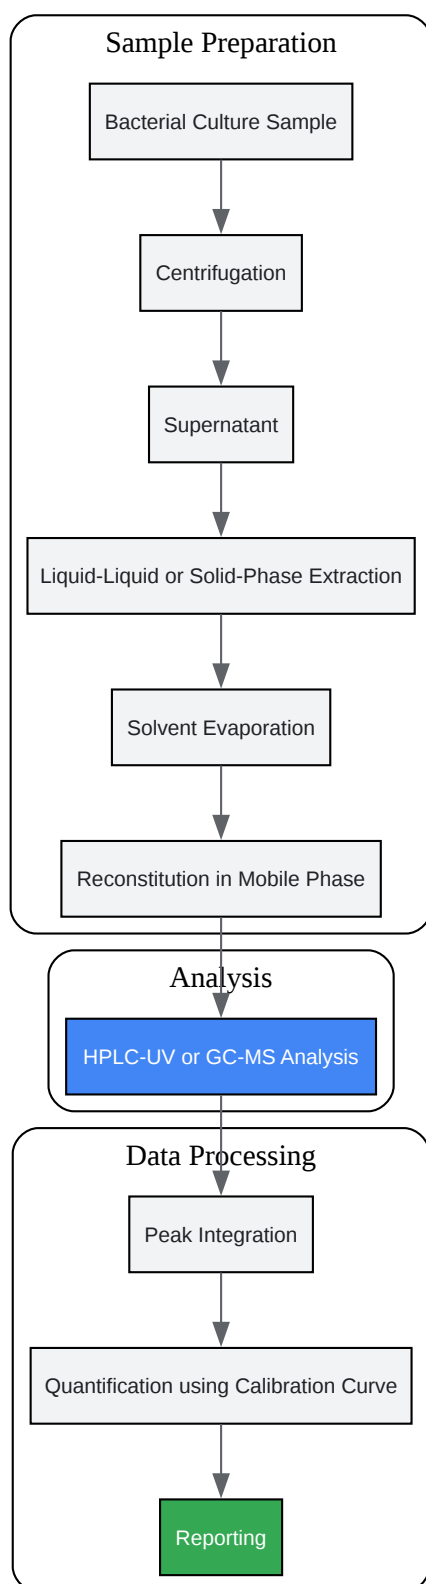 Sample Preparation
Bacterial Culture Sample
Centrifugation
Supernatant
Liquid-Liquid or Solid-Phase Extraction
Solvent Evaporation
Reconstitution in Mobile Phase
Analysis
HPLC-UV or GC-MS Analysis
Data Processing
Peak Integration
Quantification using Calibration Curve
Reporting